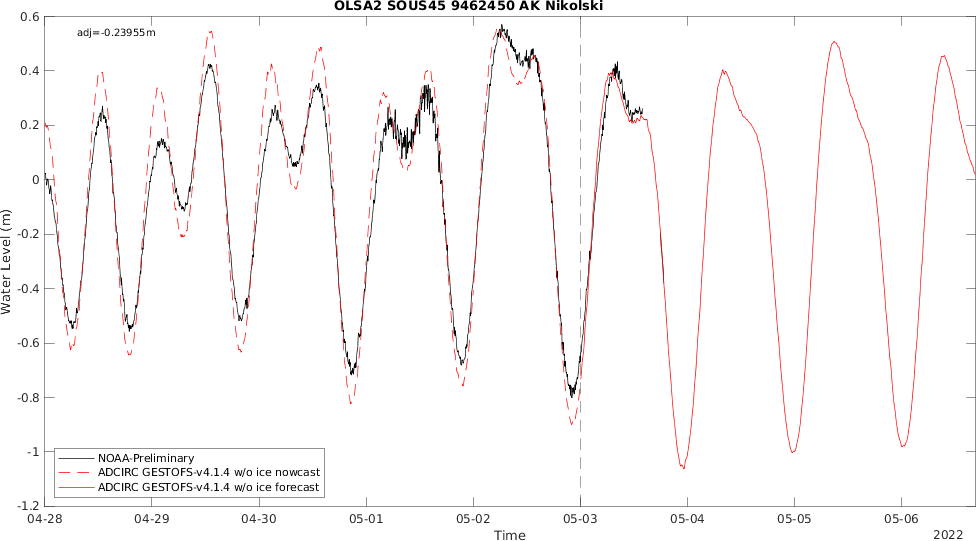 OLSA2 SOUS45 9462450 AK Nikolski
adj=-0.23955m
0.6
0.4
0.2
0
-0.2
-0.4
-0.6
-0.8
-1
-1.2
Water Level (m)
NOAA-Preliminary
ADCIRC GESTOFS-v4.1.4 w/o ice nowcast
ADCIRC GESTOFS-v4.1.4 w/o ice forecast
04-28 04-29 04-30 05-01 05-02 05-03 05-04 05-05 05-06
Time
2022